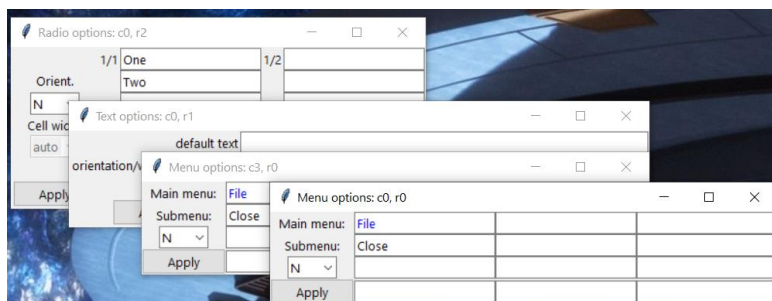 Radio options: c0, r2
1/1 One 1/2
Orient. Two
N
Cell wid
auto
Apply
Text options: c0, r1
default text
orientation/w
Menu options: c3, r0
Main menu: File
Submenu: Close
N
Apply
Menu options: c0, r0
Main menu: File
Submenu: Close
N
Apply